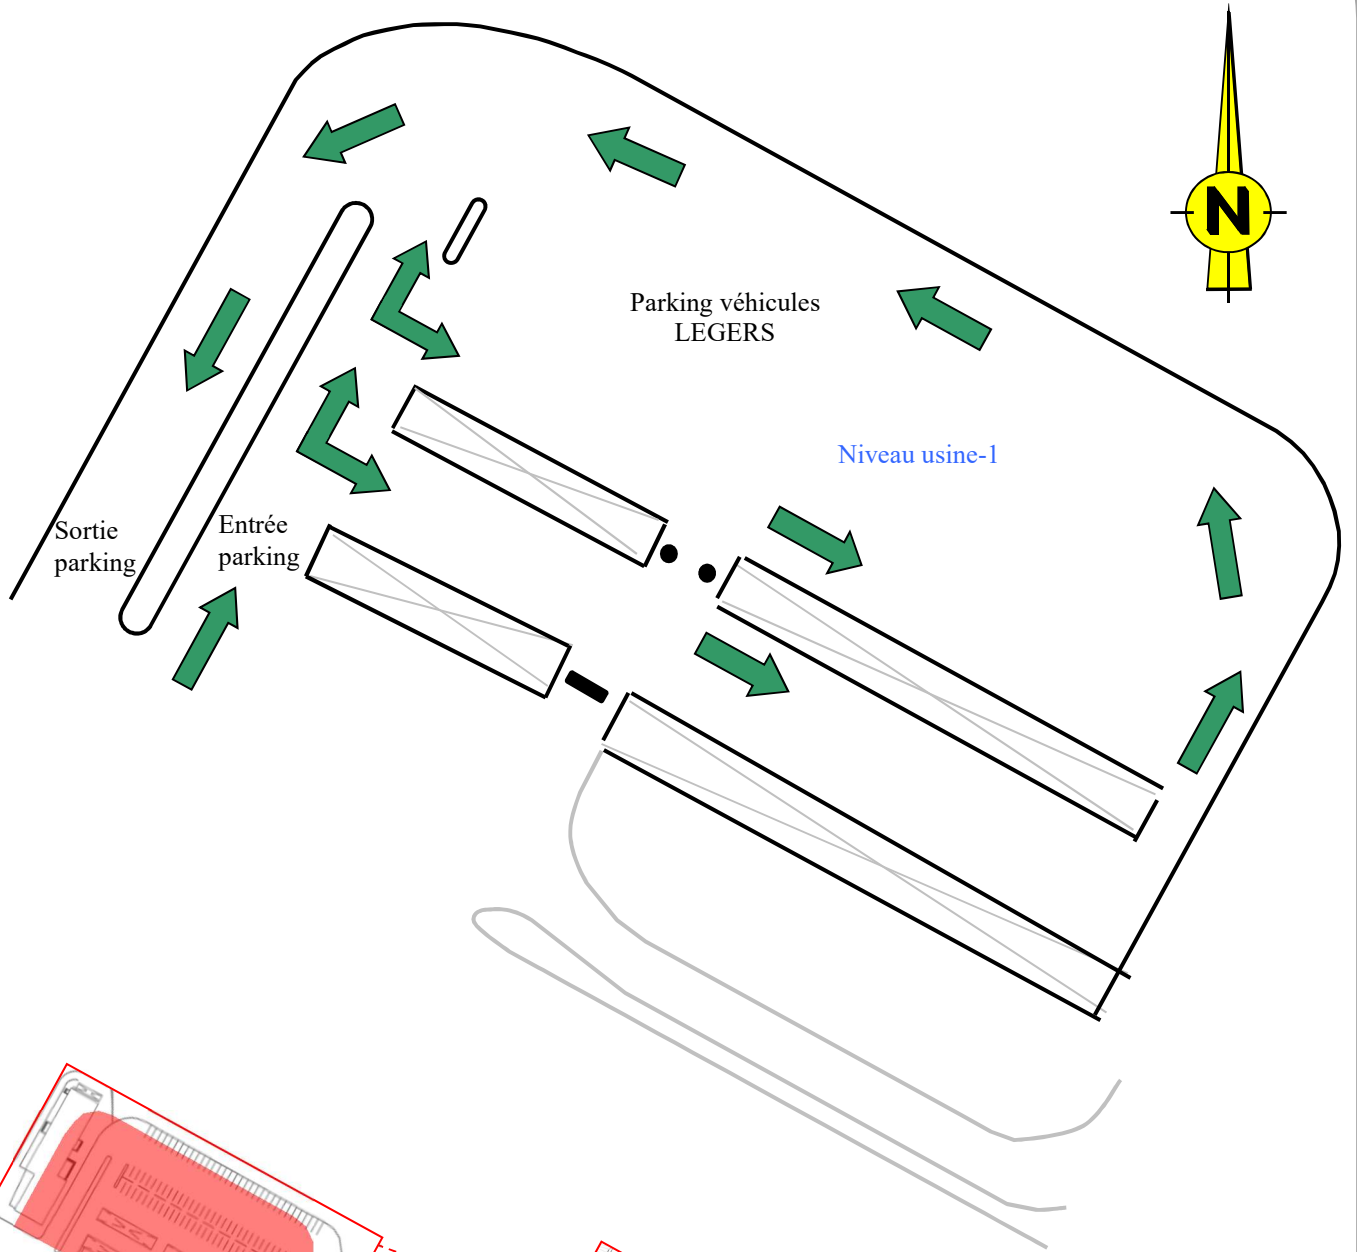 N
Parking véhicules
LEGERS
Niveau usine-1
Sortie
parking
Entrée
parking